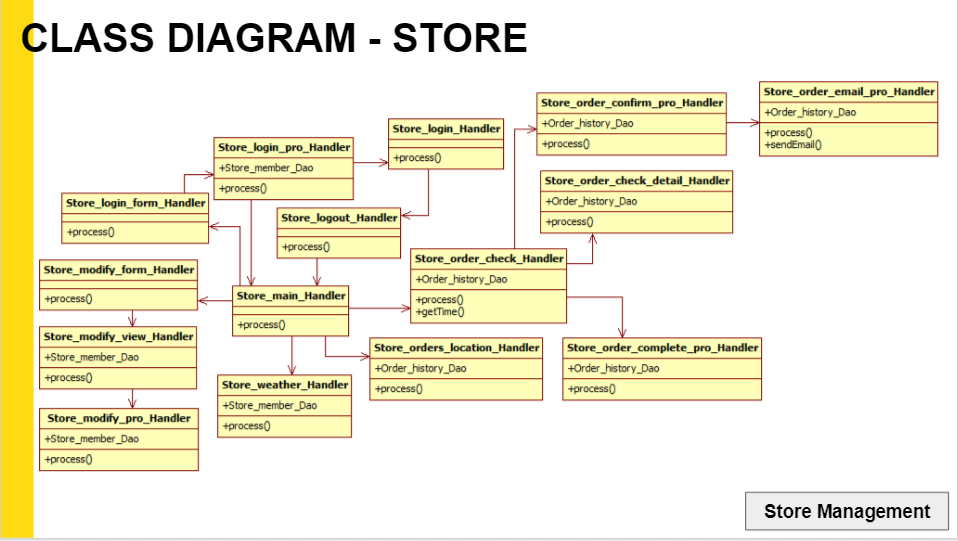 CLASS DIAGRAM - STORE
Store_order_email_pro_Handler
+Order_history_Dao
+process()
+sendEmail()
Store_order_confirm_pro_Handler
+Order_history_Dao
+process()
Store_login_Handler
+process()
Store_login_pro_Handler
+Store_member_Dao
+process()
Store_order_check_detail_Handler
+Order_history_Dao
+process()
Store_login_form_Handler
+process()
Store_logout_Handler
+process()
Store_order_check_Handler
+Order_history_Dao
+process()
+getTime()
Store_modify_form_Handler
+process()
Store_main_Handler
+process()
Store_modify_view_Handler
+Store_member_Dao
+process()
Store_orders_location_Handler
+Order_history_Dao
+process()
Store_order_complete_pro_Handler
+Order_history_Dao
+process()
Store_weather_Handler
+Store_member_Dao
+process()
Store_modify_pro_Handler
+Store_member_Dao
+process()
Store Management